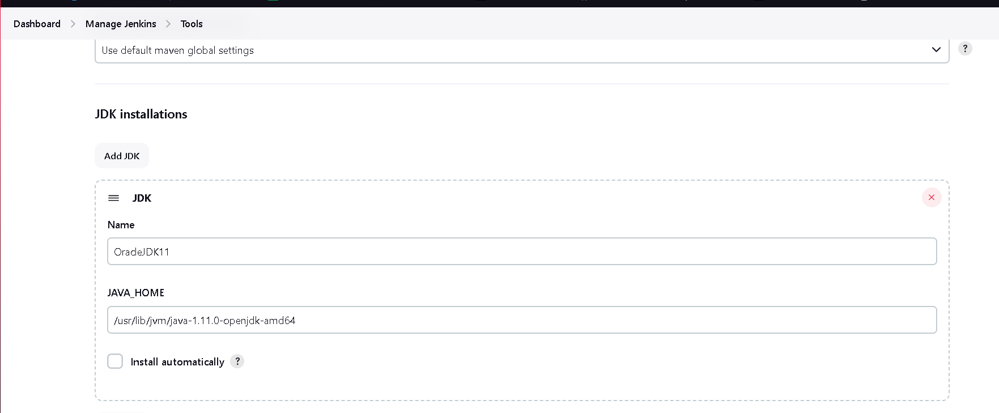 Dashboard > Manage Jenkins > Tools
Use default maven global settings
?
JDK installations
Add JDK
JDK
Name
OracleJDK11
JAVA_HOME
/usr/lib/jvm/java-1.11.0-openjdk-amd64
Install automatically ?